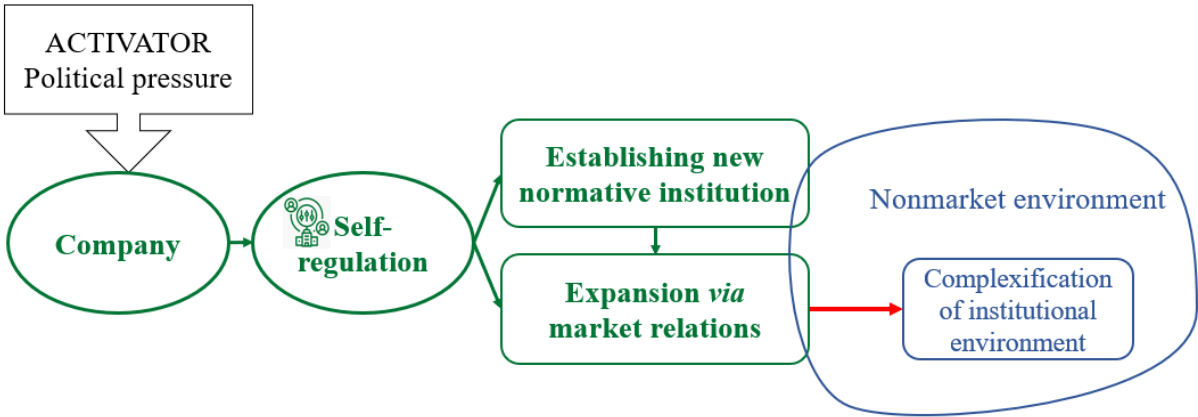 ACTIVATOR
Political pressure
Company
Self-
regulation
Establishing new
normative institution
Expansion via
market relations
Nonmarket environment
Complexification
of institutional
environment